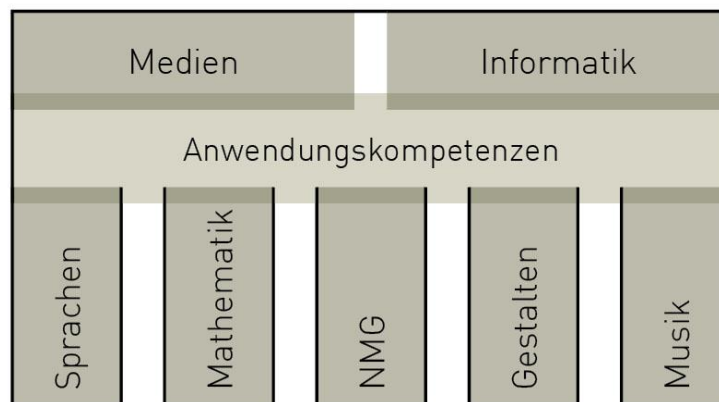 Medien
Informatik
Anwendungskompetenzen
Sprachen
Mathematik
NMG
Gestalten
Musik